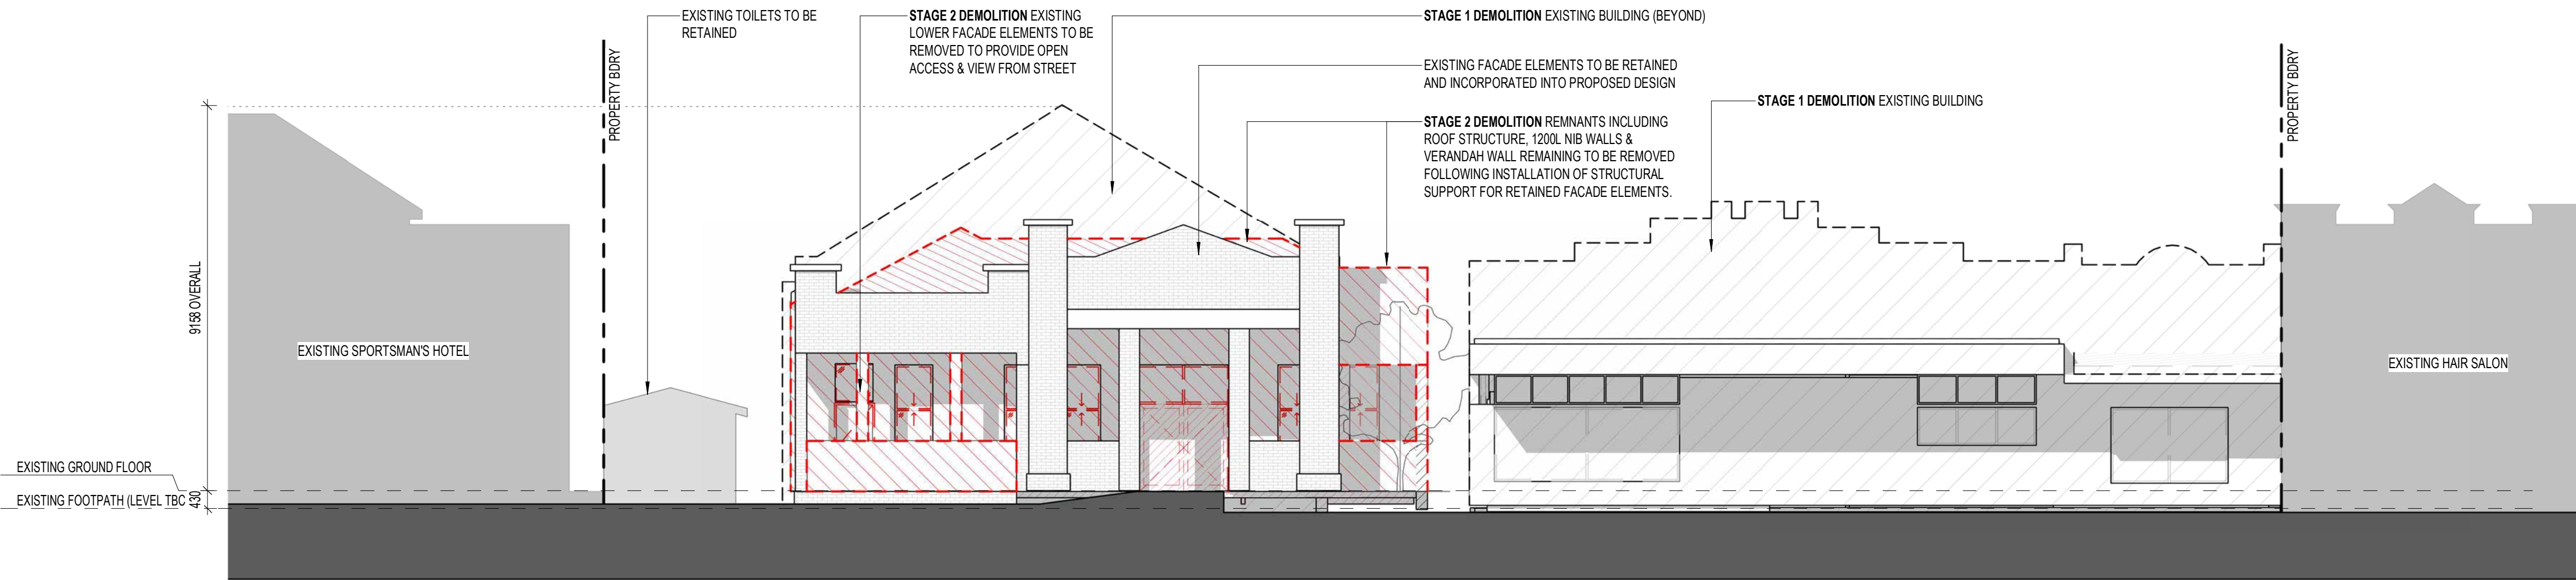 EXISTING TOILETS TO BE
RETAINED
STAGE 2 DEMOLITION EXISTING
LOWER FACADE ELEMENTS TO BE
REMOVED TO PROVIDE OPEN
ACCESS & VIEW FROM STREET
STAGE 1 DEMOLITION EXISTING BUILDING (BEYOND)
EXISTING FACADE ELEMENTS TO BE RETAINED
AND INCORPORATED INTO PROPOSED DESIGN
STAGE 2 DEMOLITION REMNANTS INCLUDING
ROOF STRUCTURE, 1200L NIB WALLS &
VERANDAH WALL REMAINING TO BE REMOVED
FOLLOWING INSTALLATION OF STRUCTURAL
SUPPORT FOR RETAINED FACADE ELEMENTS.
STAGE 1 DEMOLITION EXISTING BUILDING
PROPERTY BDRY
PROPERTY BDRY
9158 OVERALL
EXISTING SPORTSMAN'S HOTEL
EXISTING HAIR SALON
EXISTING GROUND FLOOR
EXISTING FOOTPATH (LEVEL TBC
430